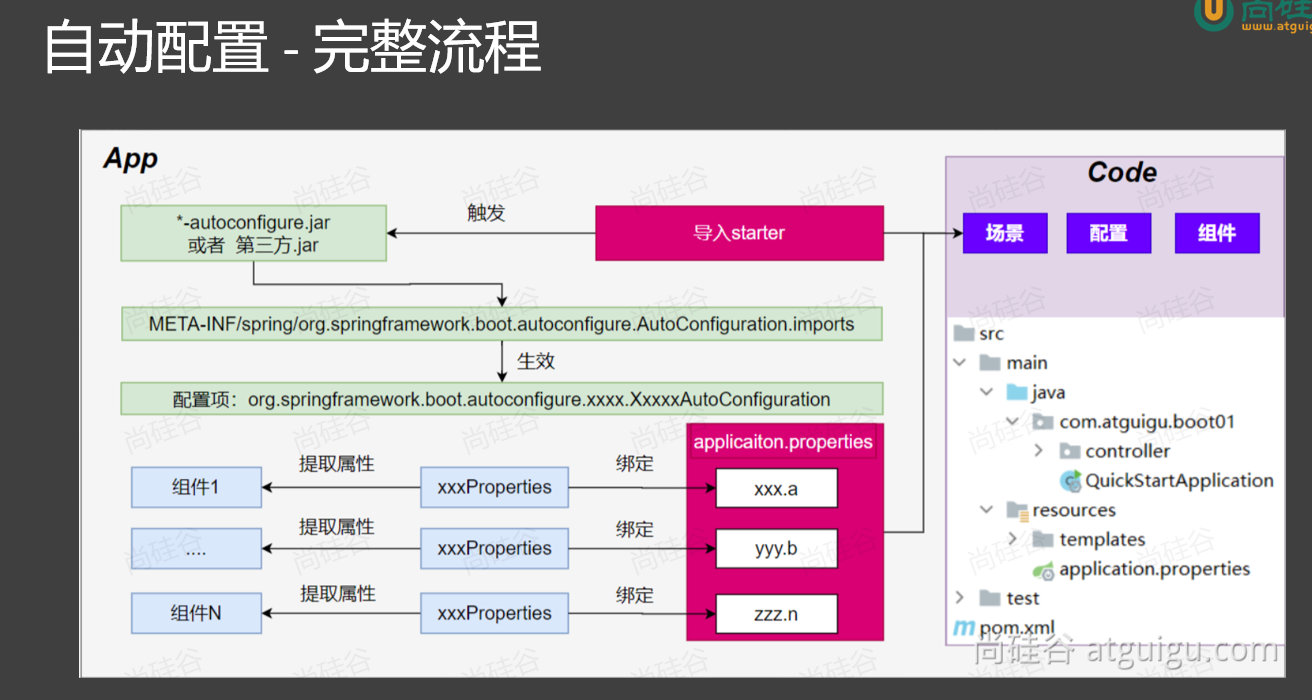 自动配置 - 完整流程
www.atgui
App
Code
*-autoconfigure.jar
或者 第三方.jar
触发
导入starter
场景
配置
组件
META-INF/spring/org.springframework.boot.autoconfigure.AutoConfiguration.imports
生效
配置项：org.springframework.boot.autoconfigure.xxxx.XxxxxAutoConfiguration
applicaiton.properties
组件1
提取属性
xxxProperties
绑定
xxx.a
....
提取属性
xxxProperties
绑定
yyy.b
组件N
提取属性
xxxProperties
绑定
zzz.n
src
main
java
com.atguigu.boot01
controller
QuickStartApplication
resources
templates
application.properties
test
pom.xml
尚硅谷 atguigu.com